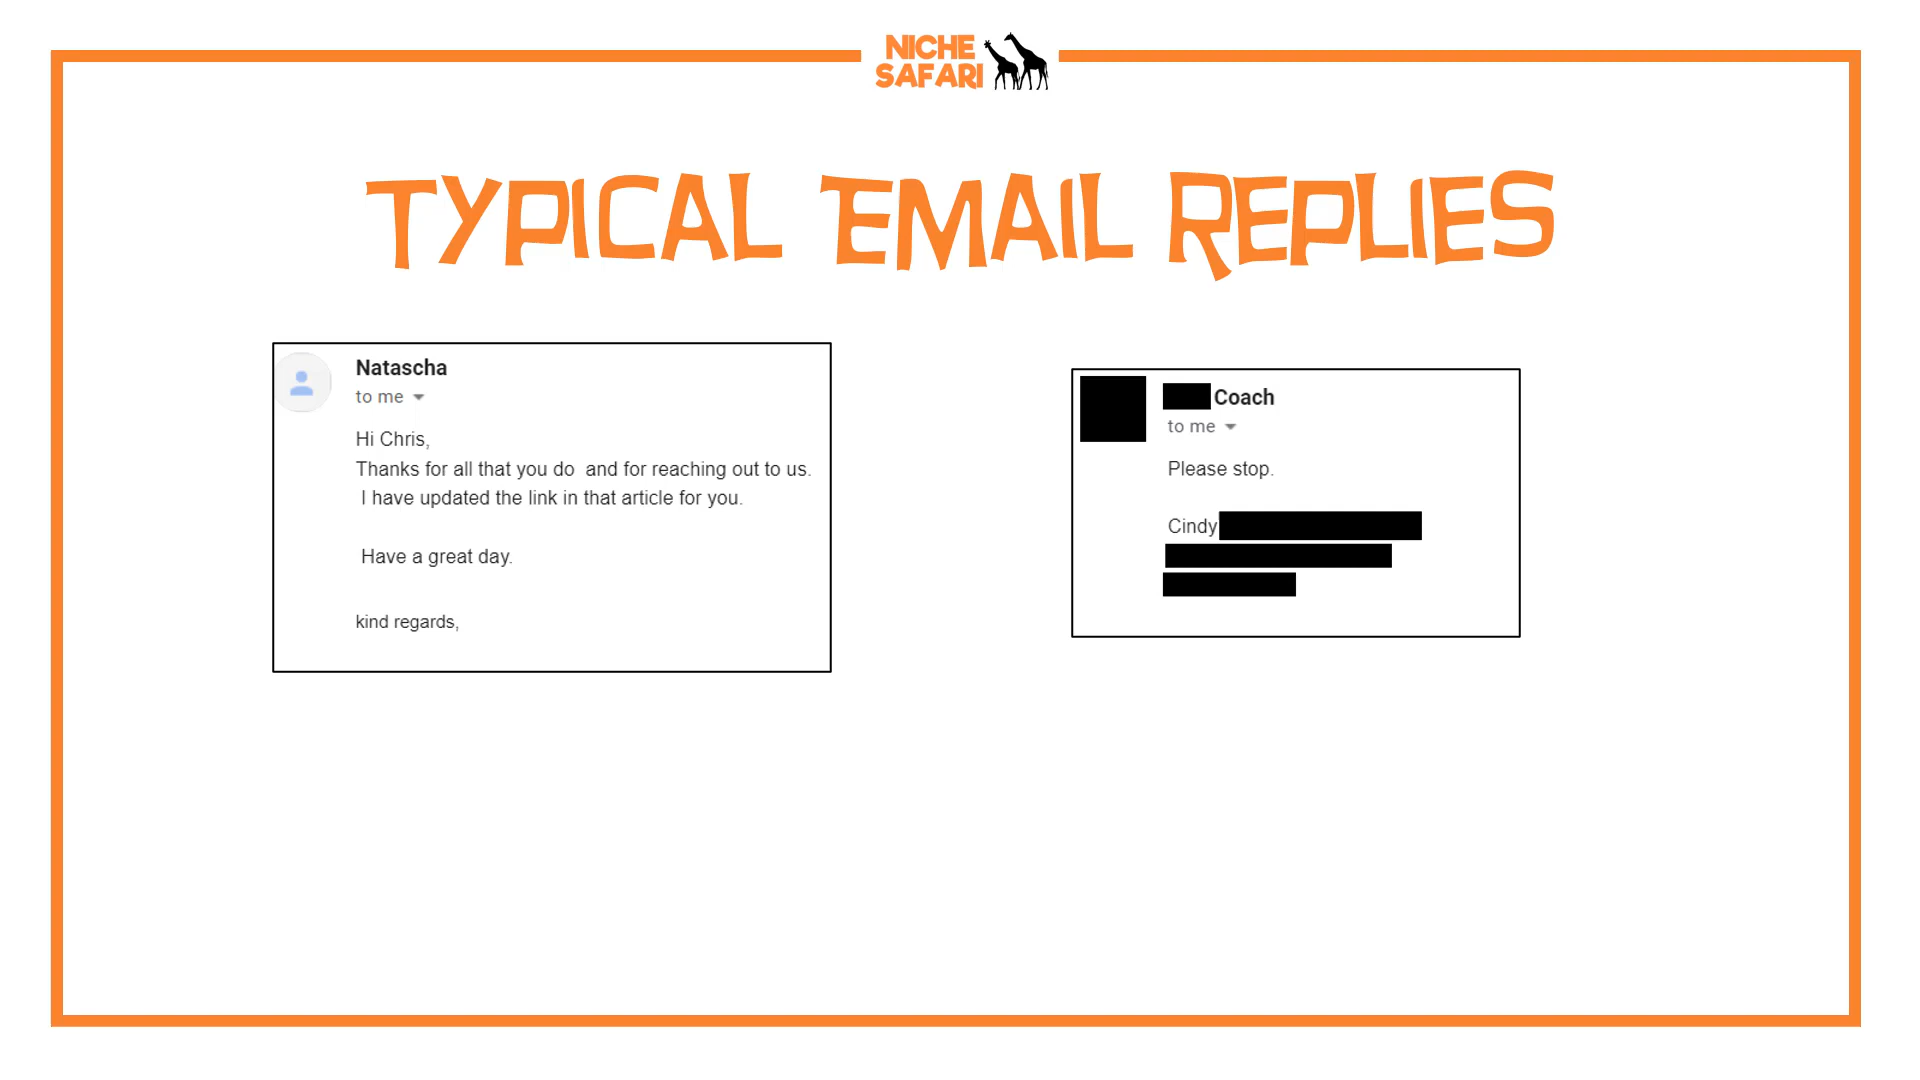 NICHE
SAFARI
TYPICAL EMAIL REPLIES
Natascha
to me
Hi Chris,
Thanks for all that you do  and for reaching out to us.
I have updated the link in that article for you.
Have a great day.
kind regards,
Coach
to me
Please stop.
Cindy